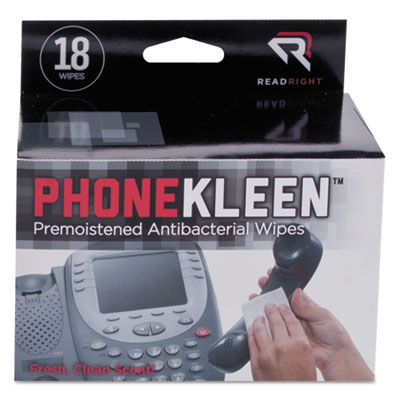 18
WIPES
READRIGHT
PHONEKLEEN™
Premoistened Antibacterial Wipes
Fresh, Clean Scent!